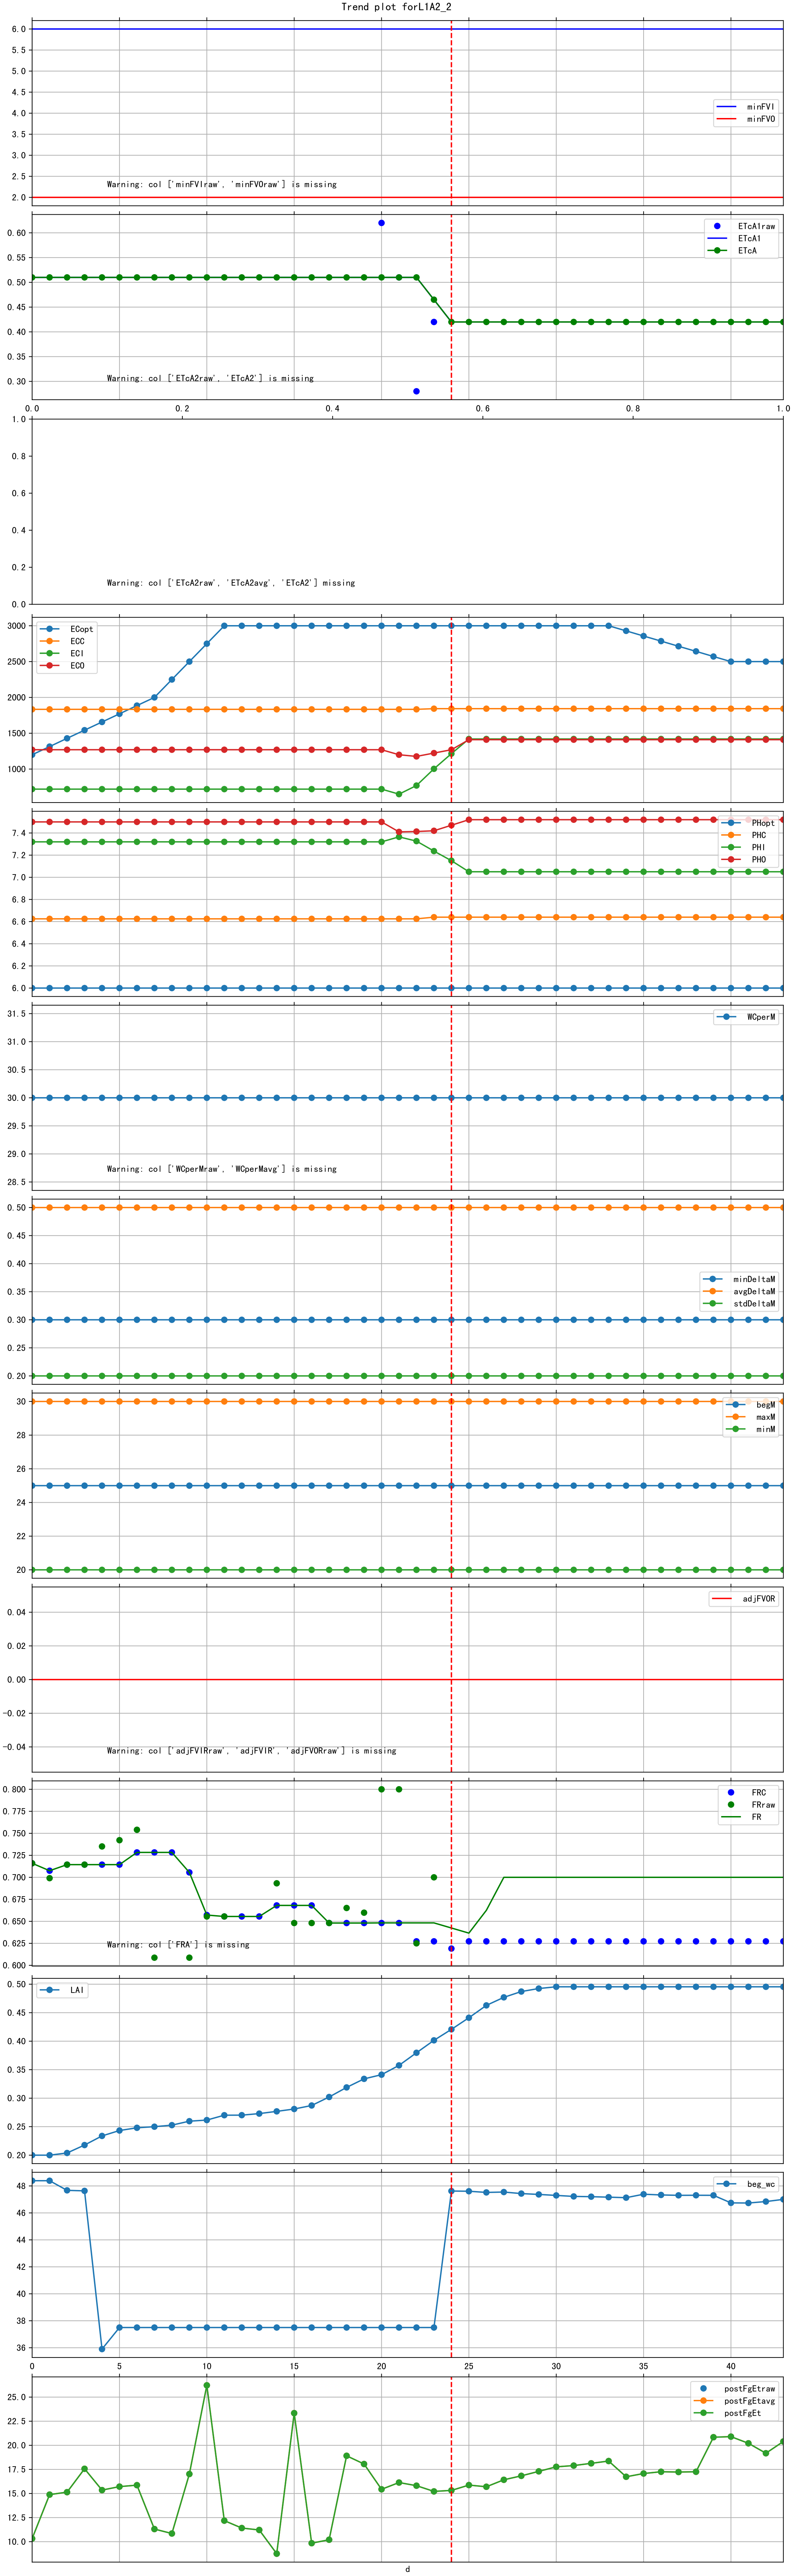 Trend plot forL1A2_2
6.0
5.5
5.0
4.5
4.0
3.5
3.0
2.5
2.0
minFVI
minFVO
Warning: col ['minFVIraw', 'minFVOraw'] is missing
0.60
0.55
0.50
0.45
0.40
0.35
0.30
ETcA1raw
ETcA1
ETcA
Warning: col ['ETcA2raw', 'ETcA2'] is missing
0.0 0.2 0.4 0.6 0.8 1.0
1.0
0.8
0.6
0.4
0.2
0.0
Warning: col ['ETcA2raw', 'ETcA2avg', 'ETcA2'] missing
3000
2500
2000
1500
1000
ECopt
ECC
ECI
ECO
7.4
7.2
7.0
6.8
6.6
6.4
6.2
6.0
PHopt
PHC
PHI
PHO
31.5
31.0
30.5
30.0
29.5
29.0
28.5
WCperM
Warning: col ['WCperMraw', 'WCperMavg'] is missing
0.50
0.45
0.40
0.35
0.30
0.25
0.20
minDeltaM
avgDeltaM
stdDeltaM
30
28
26
24
22
20
begM
maxM
minM
0.04
0.02
0.00
-0.02
-0.04
adjFVOR
Warning: col ['adjFVIRraw', 'adjFVIR', 'adjFVORraw'] is missing
0.800
0.775
0.750
0.725
0.700
0.675
0.650
0.625
0.600
FRC
FRraw
FR
Warning: col ['FRA'] is missing
0.50
0.45
0.40
0.35
0.30
0.25
0.20
LAI
48
46
44
42
40
38
36
beg_wc
0 5 10 15 20 25 30 35 40
25.0
22.5
20.0
17.5
15.0
12.5
10.0
postFgEtraw
postFgEtavg
postFgEt
d